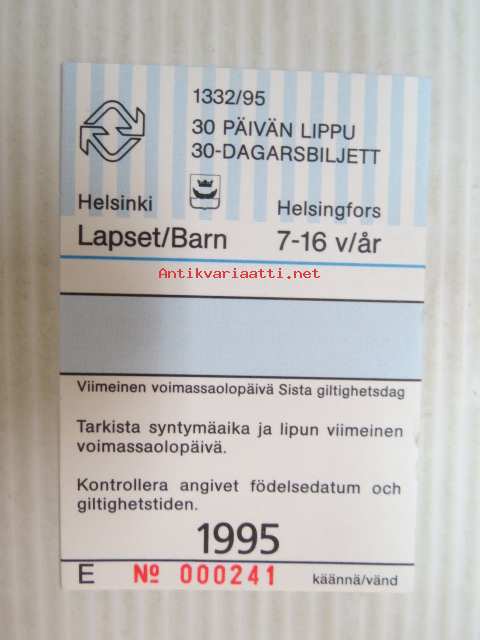 1332/95
30 PÄIVÄN LIPPU
30-DAGARSBILJETT
Helsinki Helsingfors
Lapset/Barn 7-16 v/år
Antikvariaatti.net
Viimeinen voimassaolopäivä Sista giltighetsdag
Tarkista syntymäaika ja lipun viimeinen
voimassaolopäivä.
Kontrollera angivet födelsedatum och
giltighetstiden.
1995
E № 000241 käännä/vänd